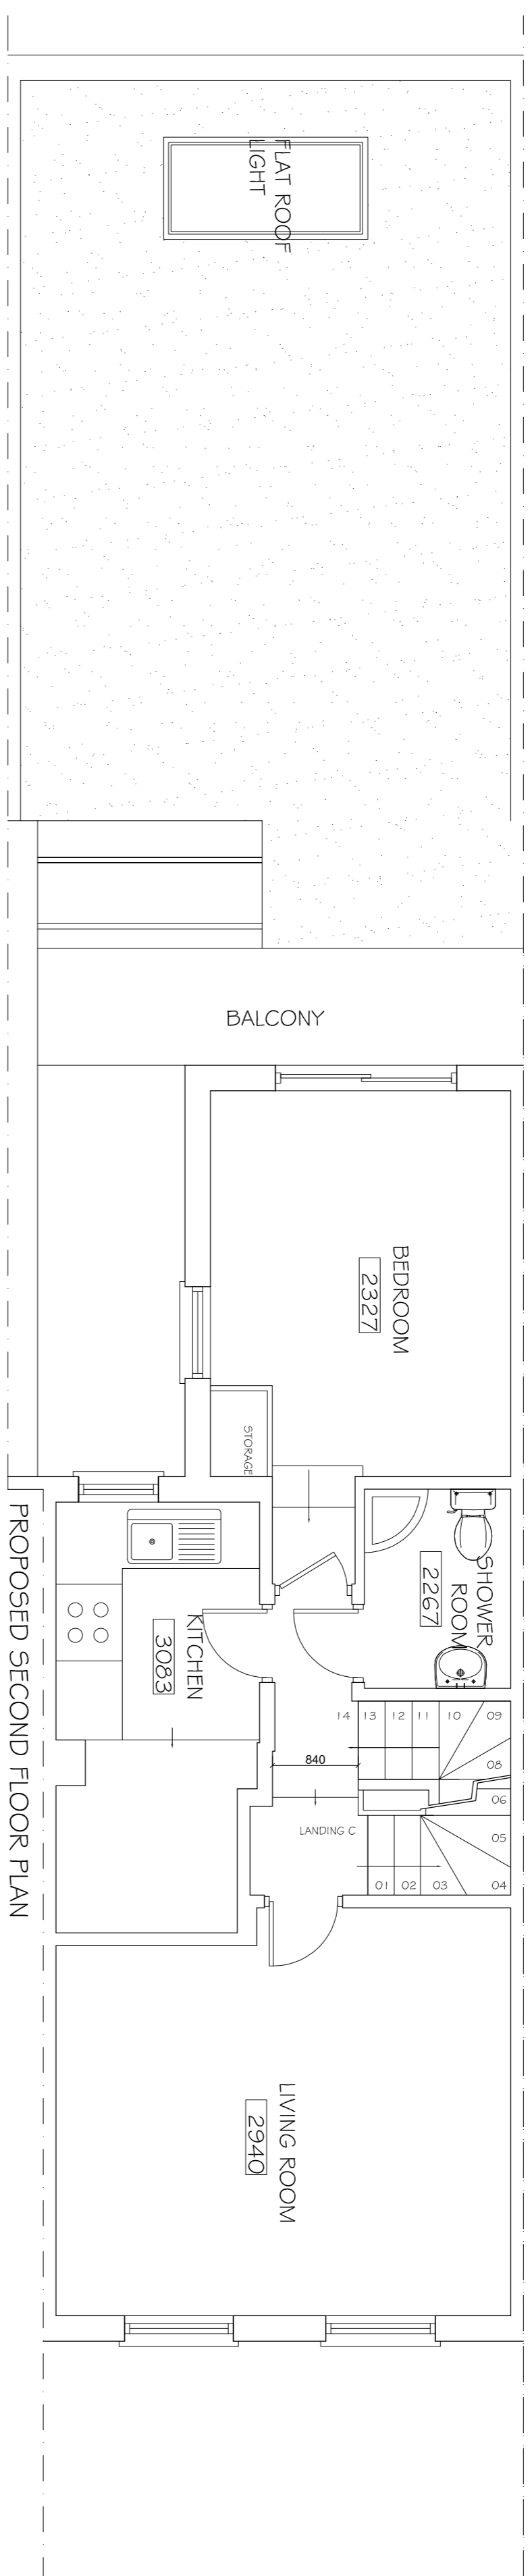 FLAT ROOF
LIGHT
BALCONY
BEDROOM
2327
STORAGE
SHOWER
ROOM
2267
KITCHEN
3083
14
13
12
11
10
09
08
06
05
04
03
02
01
840
LANDING C
LIVING ROOM
2940
PROPOSED SECOND FLOOR PLAN